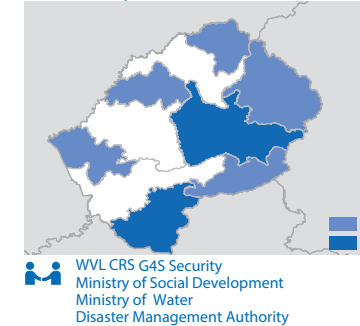 WVL CRS G4S Security
Ministry of Social Development
Ministry of Water
Disaster Management Authority